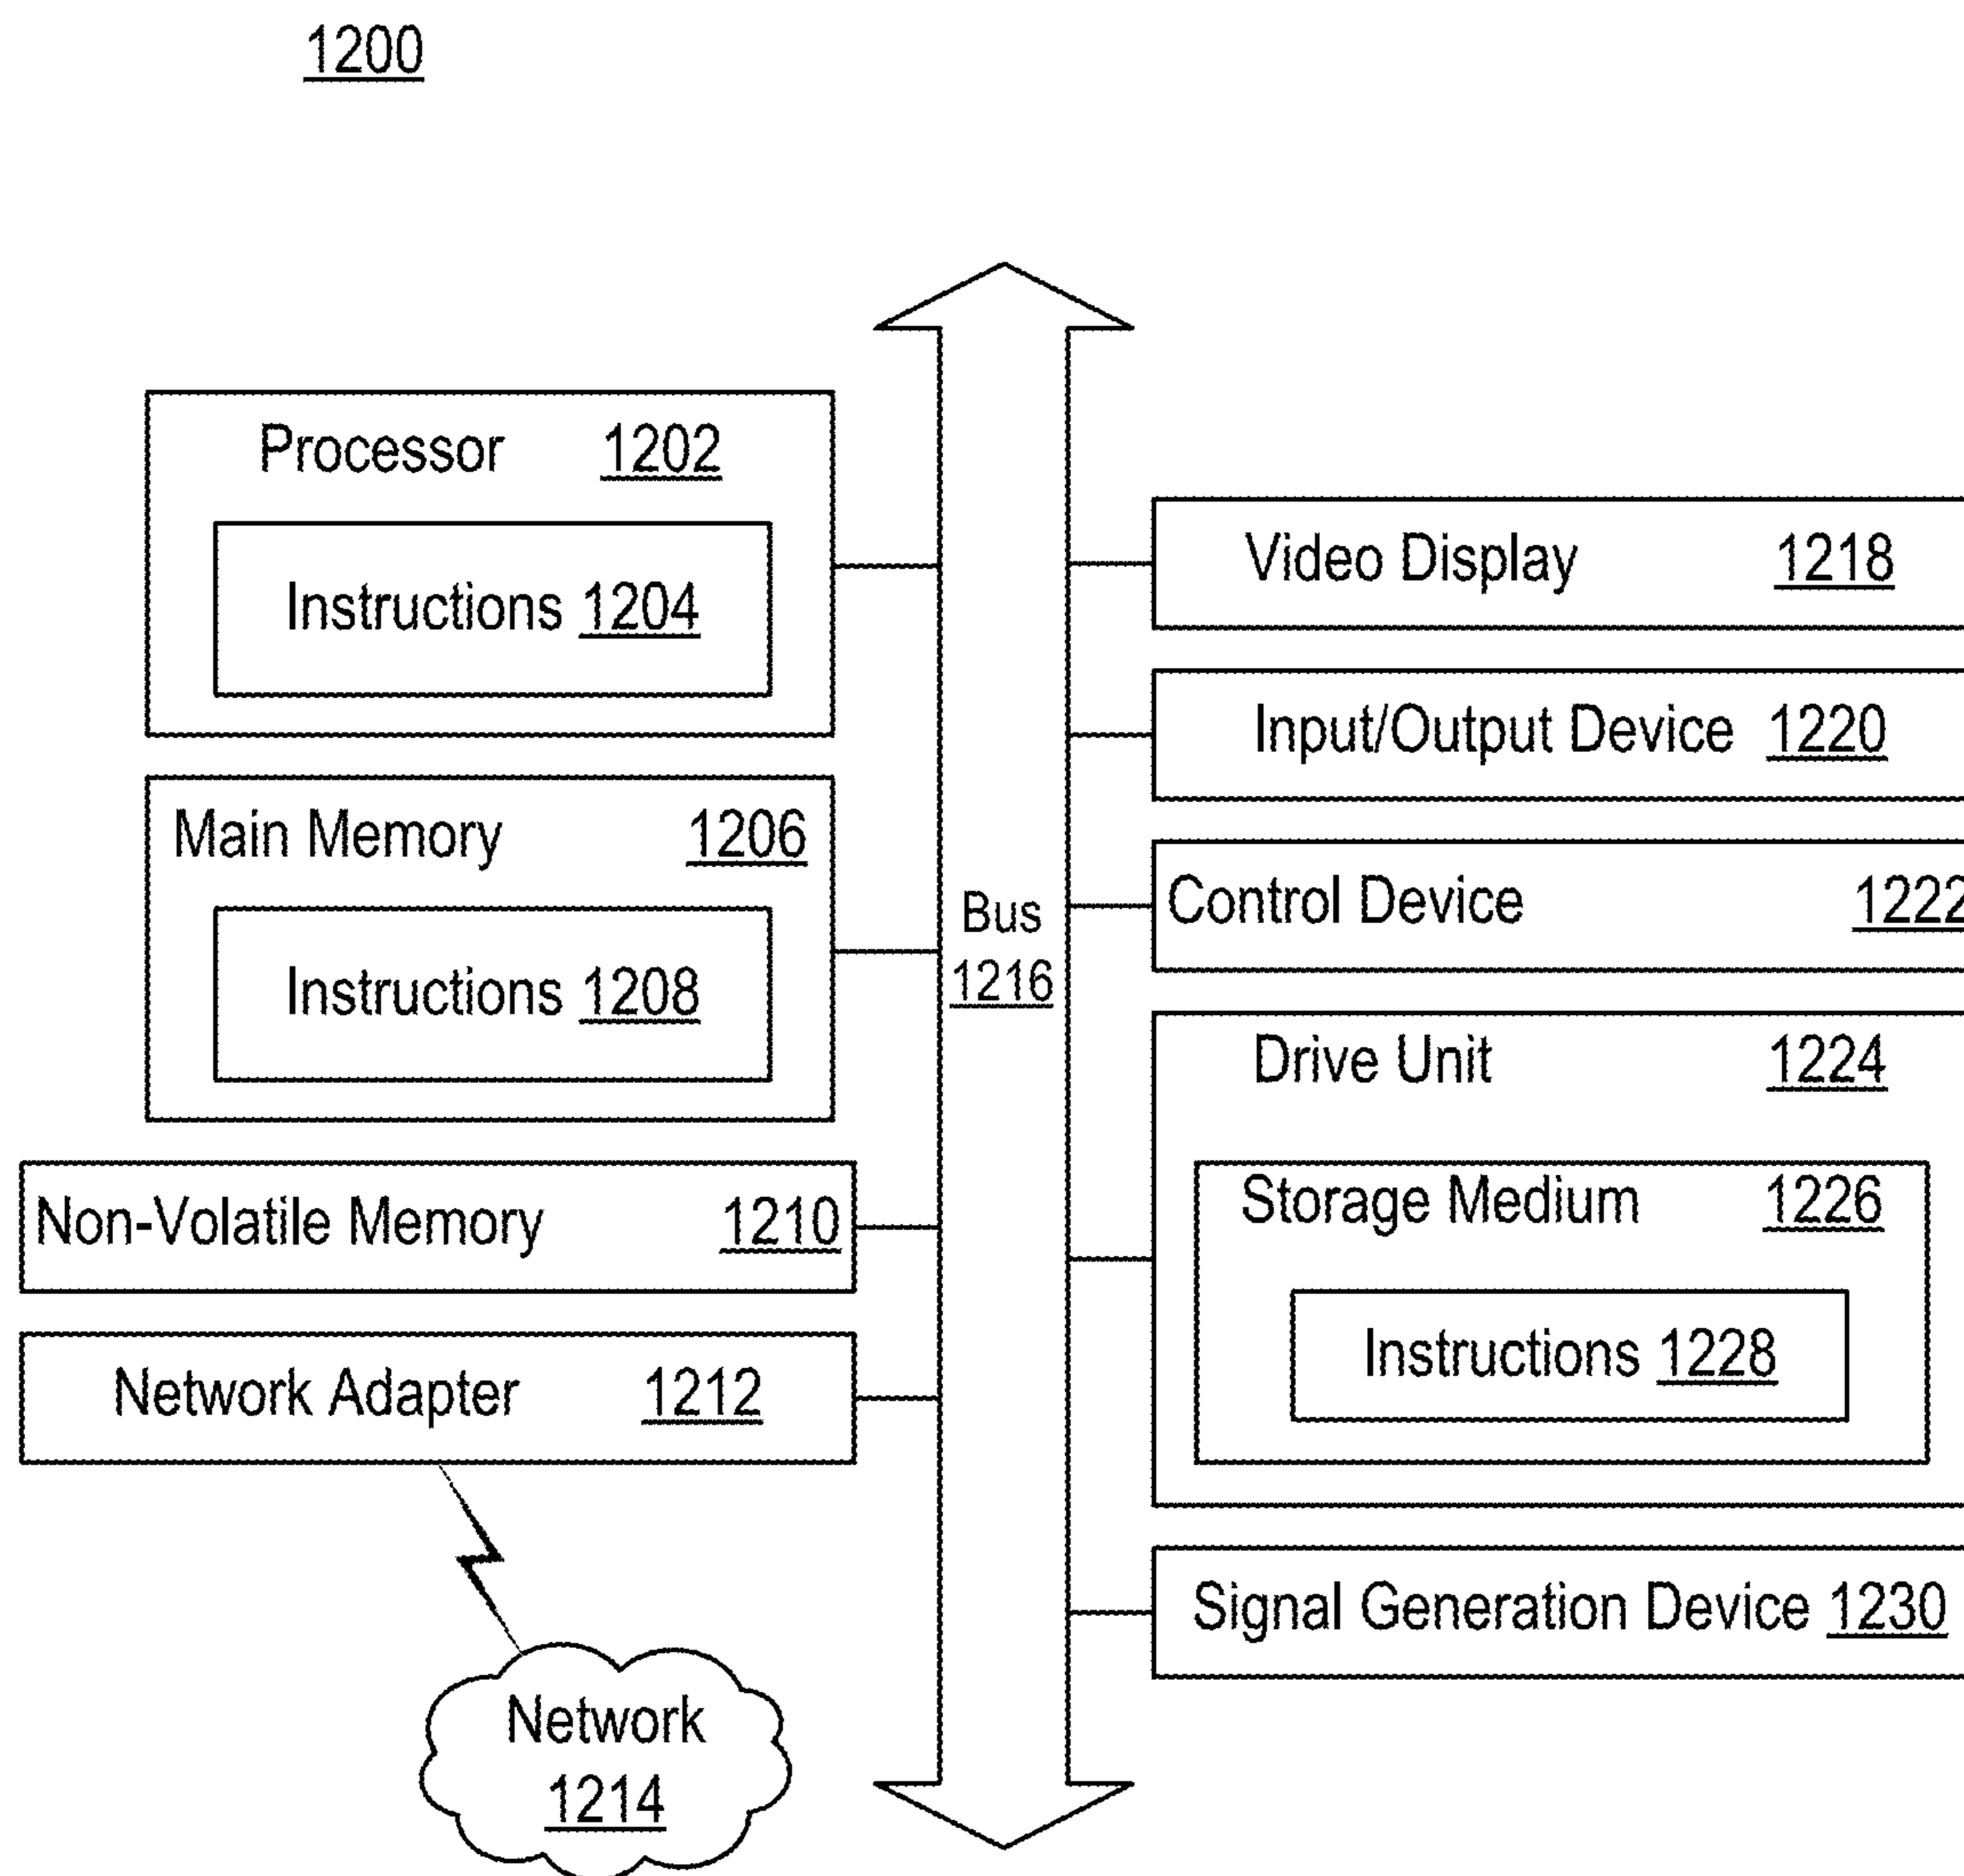 1200
Processor 1202
Instructions 1204
Main Memory 1206
Instructions 1208
Non-Volatile Memory 1210
Network Adapter 1212
Network
1214
Bus
1216
Video Display 1218
Input/Output Device 1220
Control Device 1222
Drive Unit 1224
Storage Medium 1226
Instructions 1228
Signal Generation Device 1230